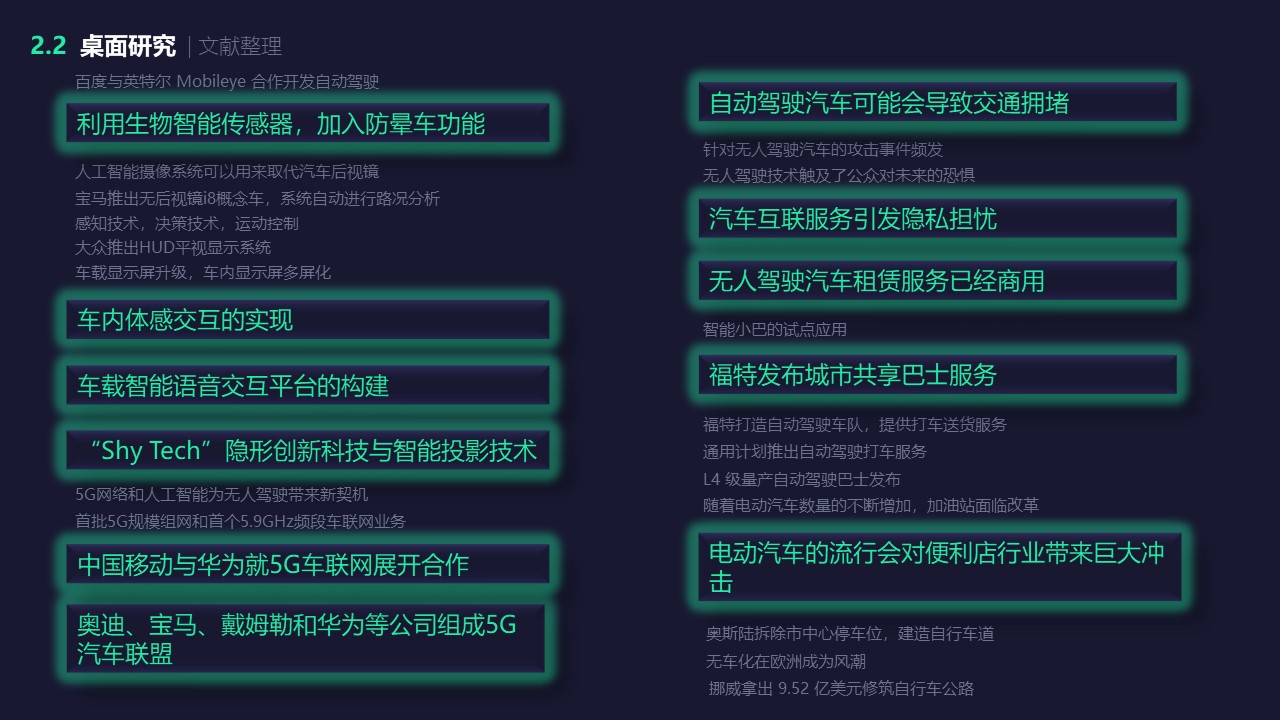 2.2 桌面研究 | 文献整理
百度与英特尔 Mobileye 合作开发自动驾驶
利用生物智能传感器，加入防晕车功能
人工智能摄像系统可以用来取代汽车后视镜
宝马推出无后视镜i8概念车，系统自动进行路况分析
感知技术，决策技术，运动控制
大众推出HUD平视显示系统
车载显示屏升级，车内显示屏多屏化
车内体感交互的实现
车载智能语音交互平台的构建
“Shy Tech”隐形创新科技与智能投影技术
5G网络和人工智能为无人驾驶带来新契机
首批5G规模组网和首个5.9GHz频段车联网业务
中国移动与华为就5G车联网展开合作
奥迪、宝马、戴姆勒和华为等公司组成5G
汽车联盟
自动驾驶汽车可能会导致交通拥堵
针对无人驾驶汽车的攻击事件频发
无人驾驶技术触及了公众对未来的恐惧
汽车互联服务引发隐私担忧
无人驾驶汽车租赁服务已经商用
智能小巴的试点应用
福特发布城市共享巴士服务
福特打造自动驾驶车队，提供打车送货服务
通用计划推出自动驾驶打车服务
L4 级量产自动驾驶巴士发布
随着电动汽车数量的不断增加，加油站面临改革
电动汽车的流行会对便利店行业带来巨大冲
击
奥斯陆拆除市中心停车位，建造自行车道
无车化在欧洲成为风潮
挪威拿出 9.52 亿美元修筑自行车公路